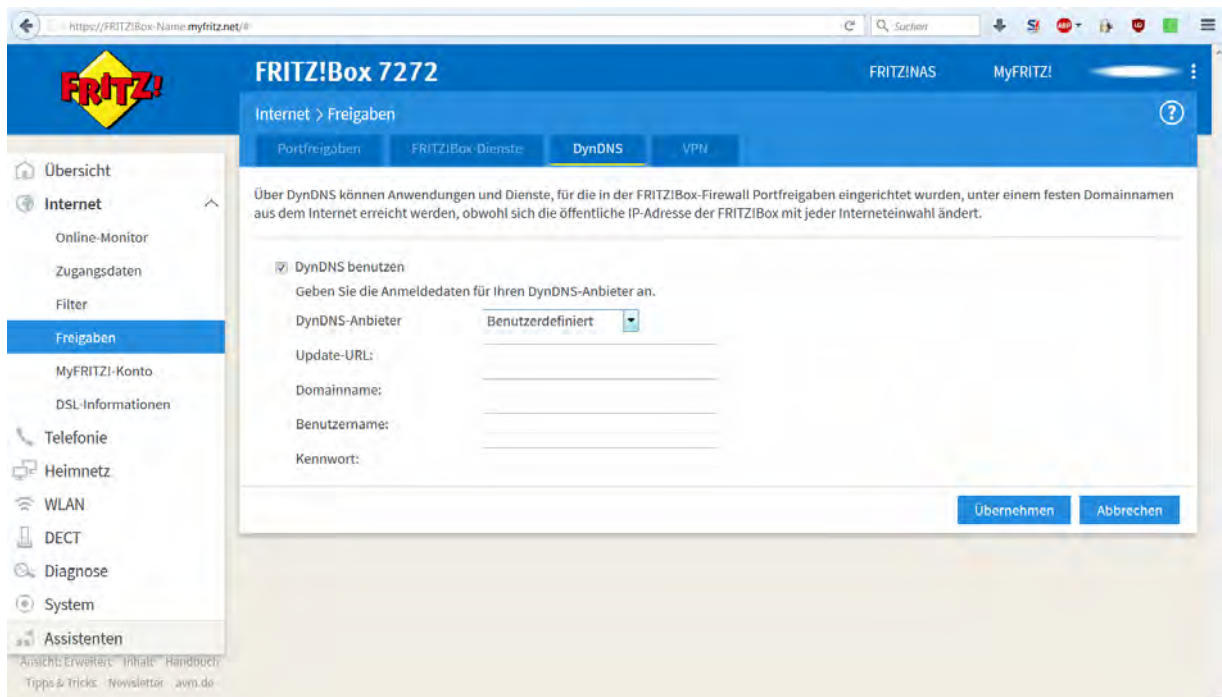 https://FRITZ!Box-Name.myfritz.net/#
Suchen
FRITZ!
FRITZ!Box 7272
FRITZ!NAS
MyFRITZ!
Internet > Freigaben
Portfreigaben
FRITZ!Box-Dienste
DynDNS
VPN
Übersicht
Internet
Online-Monitor
Zugangsdaten
Filter
Freigaben
MyFRITZ!-Konto
DSL-Informationen
Telefonie
Heimnetz
WLAN
DECT
Diagnose
System
Assistenten
Ansicht: Erweitert Inhalt Handbuch
Tipps & Tricks Newsletter avm.de
Über DynDNS können Anwendungen und Dienste, für die in der FRITZ!Box-Firewall Portfreigaben eingerichtet wurden, unter einem festen Domainnamen
aus dem Internet erreicht werden, obwohl sich die öffentliche IP-Adresse der FRITZ!Box mit jeder Interneteinwahl ändert.
DynDNS benutzen
Geben Sie die Anmeldedaten für Ihren DynDNS-Anbieter an.
DynDNS-Anbieter
Benutzerdefiniert
Update-URL:
Domainname:
Benutzername:
Kennwort:
Übernehmen
Abbrechen